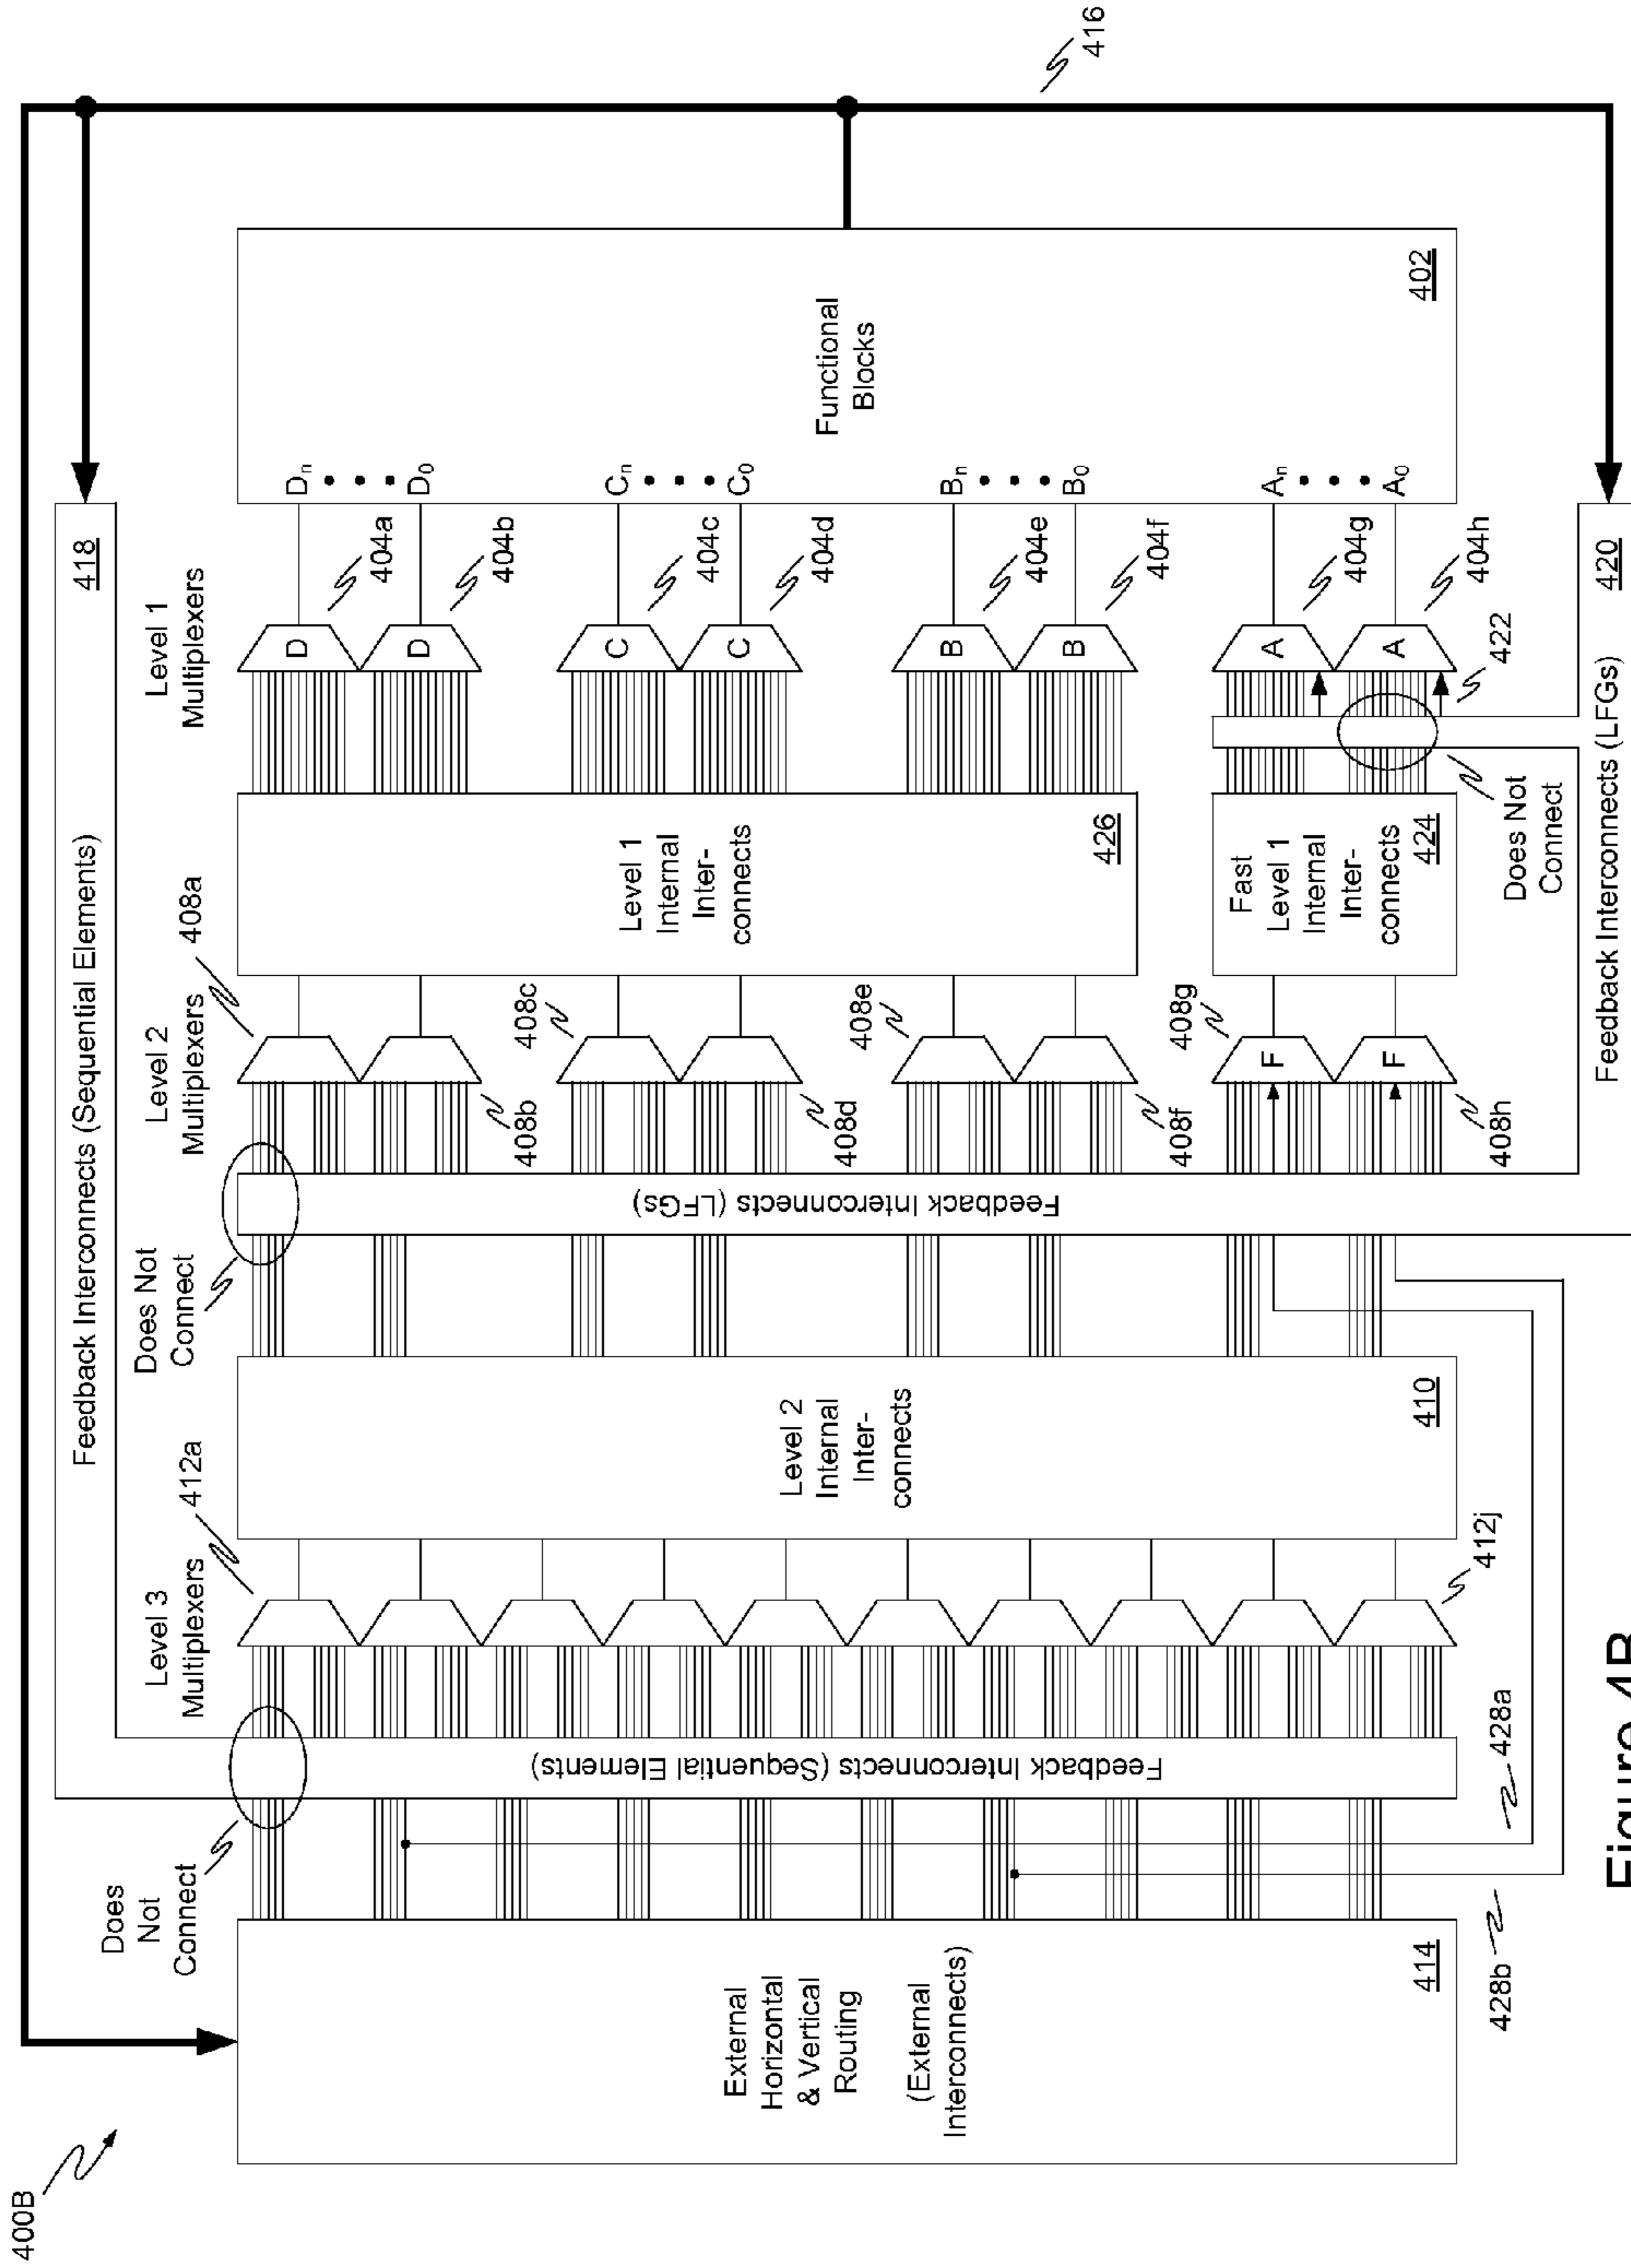 400B
External
Horizontal
& Vertical
Routing
(External
Interconnects)
414
Does
Not
Connect
428b
428a
Feedback Interconnects (Sequential Elements)
418
Feedback Interconnects (Sequential Elements)
Level 3
Multiplexers
412a
412j
Level 2
Internal
Inter-
connects
410
Does Not
Connect
Feedback Interconnects (LFGs)
Level 2
Multiplexers
408a
408b
408c
408d
408e
408f
408g
408h
F
F
Level 1
Internal
Inter-
connects
426
Fast
Level 1
Internal
Inter-
connects
424
Does Not
Connect
422
Feedback Interconnects (LFGs)
420
Level 1
Multiplexers
D
D
C
C
B
B
A
A
404a
404b
404c
404d
404e
404f
404g
404h
Dn
D0
Cn
C0
Bn
B0
An
A0
Functional
Blocks
402
416
Figure 4B